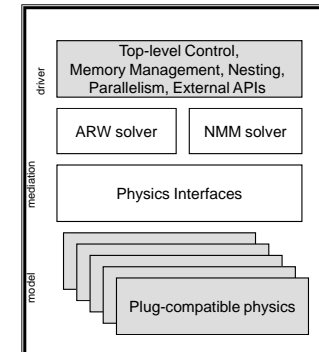 driver
Top-level Control,
Memory Management, Nesting,
Parallelism, External APIs
mediation
ARW solver
NMM solver
Physics Interfaces
model
Plug-compatible physics